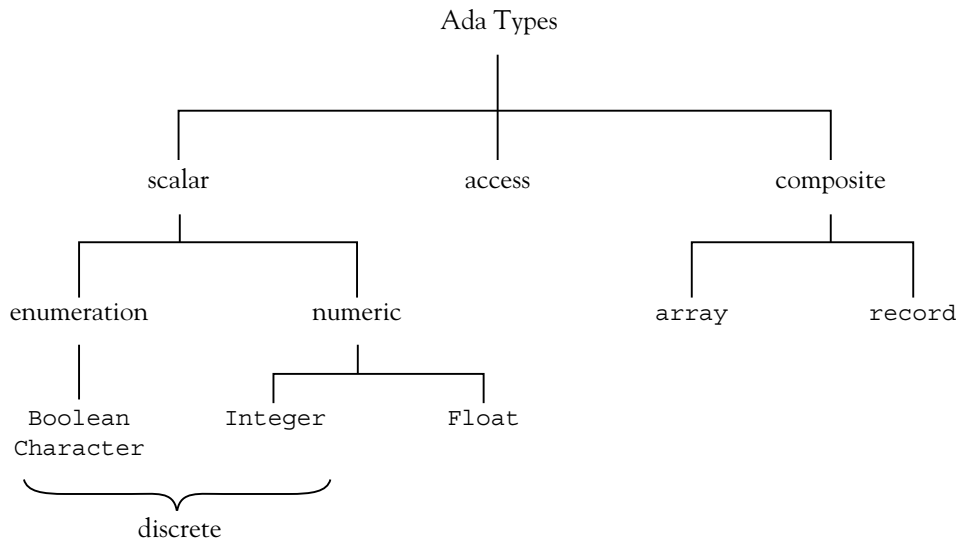 Ada Types
scalar
access
composite
enumeration
numeric
array
record
Boolean
Character
Integer
Float
discrete